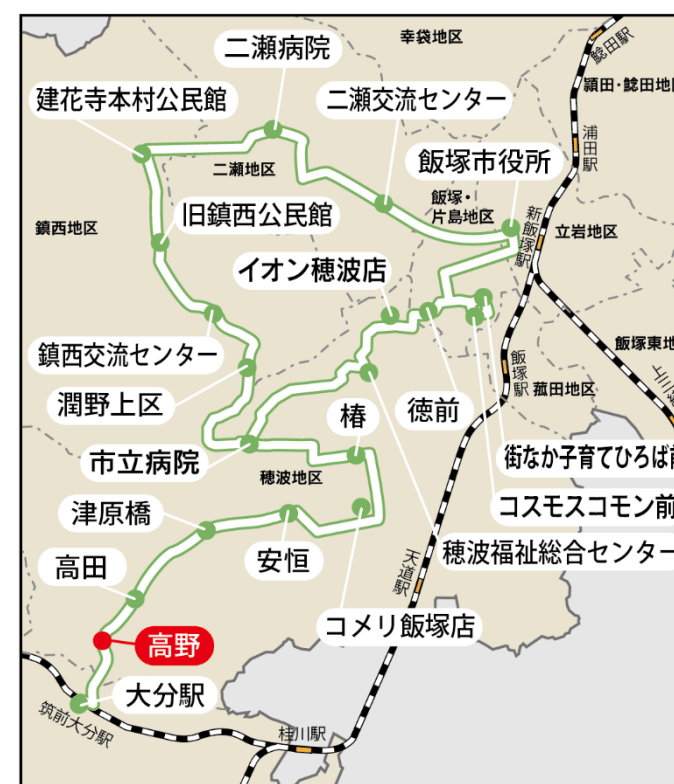 幸袋地区
鯰田駅
二瀬病院
頴田・鯰田地
建花寺本村公民館
二瀬交流センター
浦田駅
飯塚市役所
二瀬地区
飯塚・
片島地区
旧鎮西公民館
鎮西地区
新飯塚駅
立岩地区
イオン穂波店
鎮西交流センター
飯塚東地
飯塚駅
上三緒
菰田地区
潤野上区
椿
徳前
市立病院
街なか子育てひろば前
穂波地区
コスモスコモン前
津原橋
安恒
穂波福祉総合センター
天道駅
高田
コメリ飯塚店
高野
大分駅
筑前大分駅
桂川駅